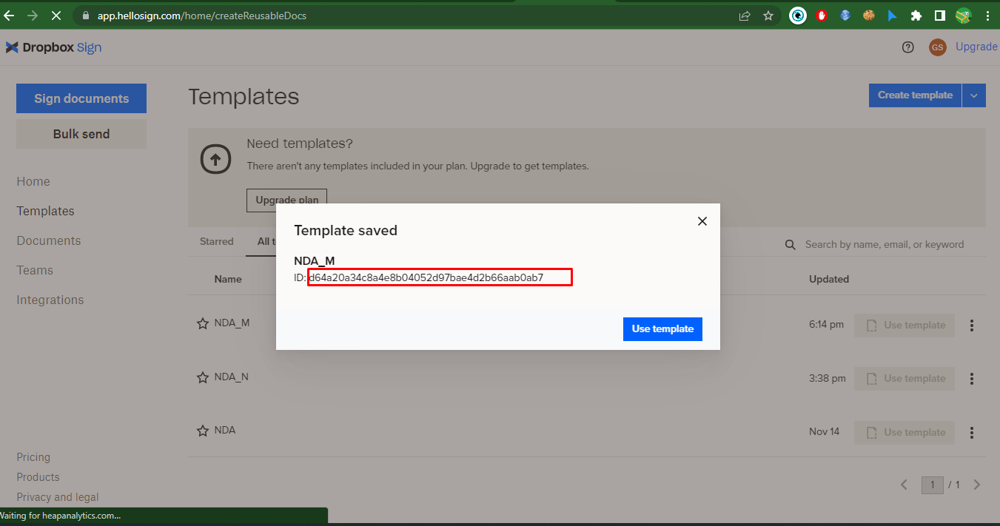 app.hellosign.com/home/createReusableDocs
Dropbox Sign
GS
Upgrade
Sign documents
Bulk send
Home
Templates
Documents
Teams
Integrations
Pricing
Products
Privacy and legal
Templates
Create template
Need templates?
There aren't any templates included in your plan. Upgrade to get templates.
Upgrade plan
Starred
All t
Search by name, email, or keyword
Name
Updated
NDA_M
6:14 pm
Use template
NDA_N
3:38 pm
Use template
NDA
Nov 14
Use template
1 / 1
Template saved
NDA_M
ID: d64a20a34c8a4e8b04052d97bae4d2b66aab0ab7
Use template
Waiting for heapanalytics.com...